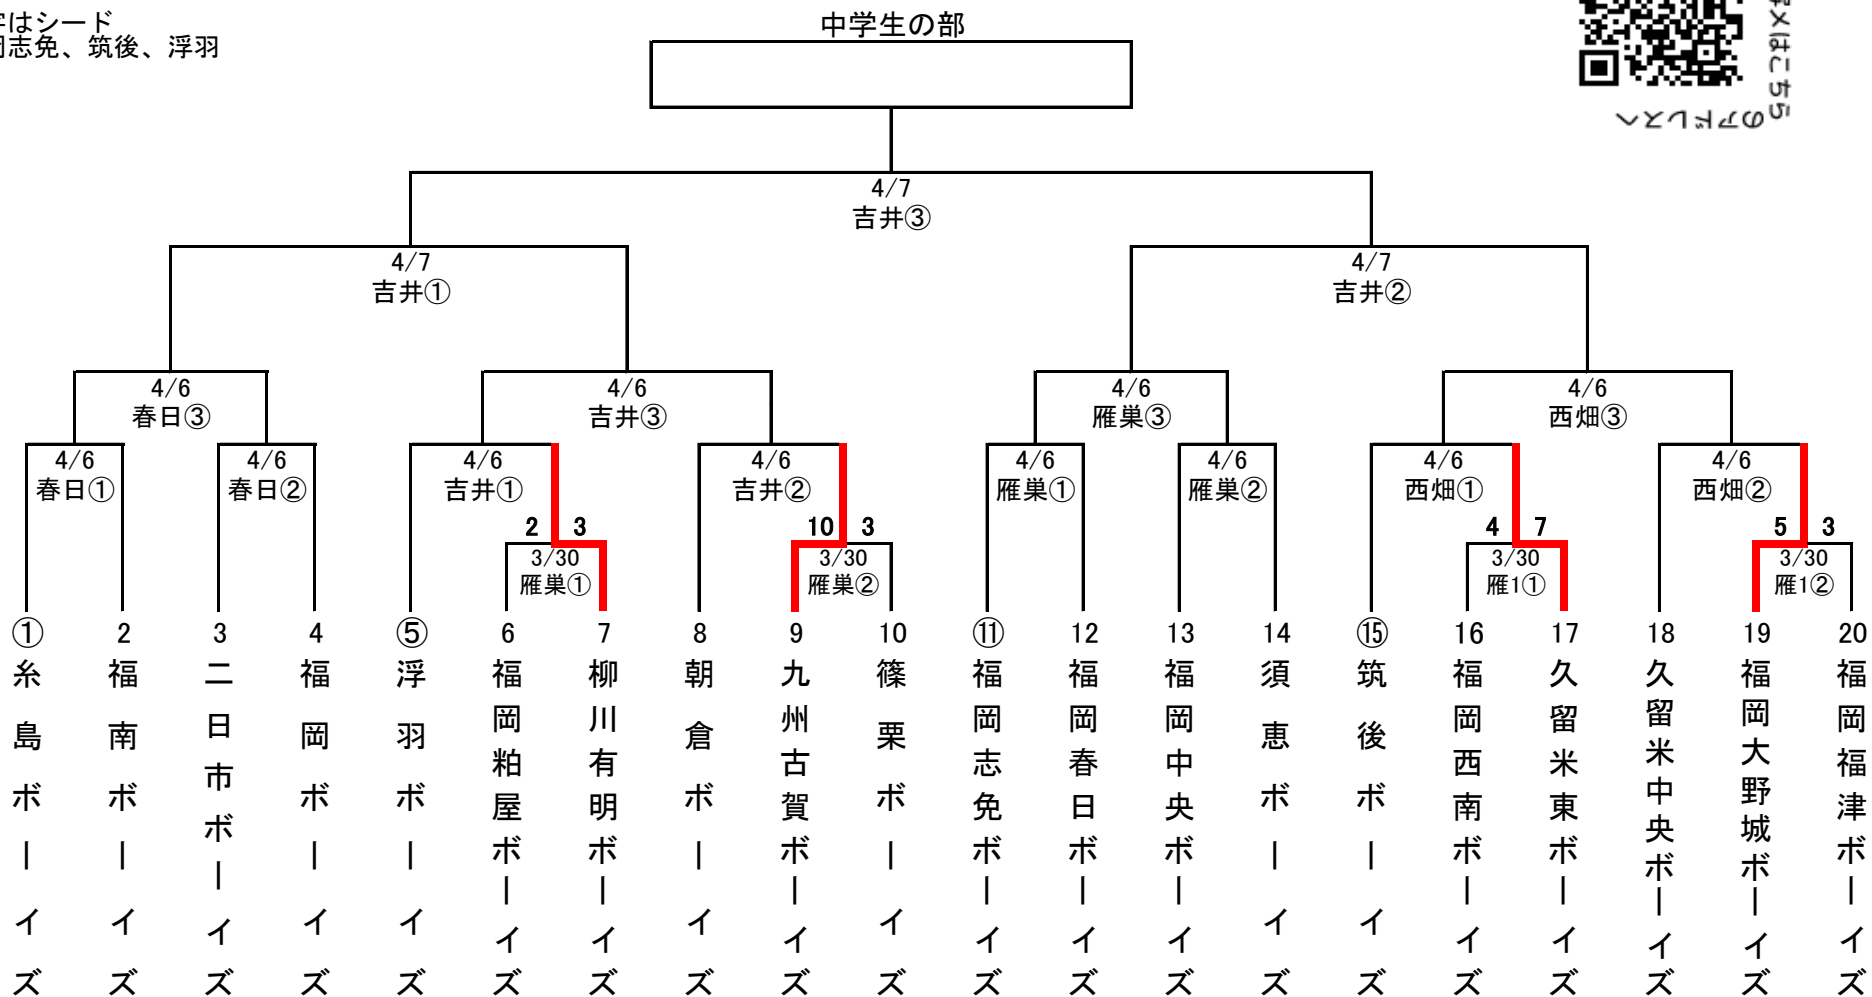 はシード
志免、筑後、浮羽
中学生の部
メはこちら
のアドレスへ
4/7
吉井③
4/7
吉井①
4/7
吉井②
4/6
春日③
4/6
吉井③
4/6
雁巣③
4/6
西畑③
4/6
春日①
4/6
春日②
4/6
吉井①
4/6
吉井②
4/6
雁巣①
4/6
雁巣②
4/6
西畑①
4/6
西畑②
2 3
3/30
雁巣①
10 3
3/30
雁巣②
4 7
3/30
雁1①
5 3
3/30
雁1②
① 2 3 4 ⑤ 6 7 8 9 10 ⑪ 12 13 14 ⑮ 16 17 18 19 20
糸島ボーイズ
福南ボーイズ
二日市ボーイズ
福岡ボーイズ
浮羽ボーイズ
福岡粕屋ボーイズ
柳川有明ボーイズ
朝倉ボーイズ
九州古賀ボーイズ
篠栗ボーイズ
福岡志免ボーイズ
福岡春日ボーイズ
福岡中央ボーイズ
須恵ボーイズ
筑後ボーイズ
福岡西南ボーイズ
久留米東ボーイズ
久留米中央ボーイズ
福岡大野城ボーイズ
福岡福津ボーイズ